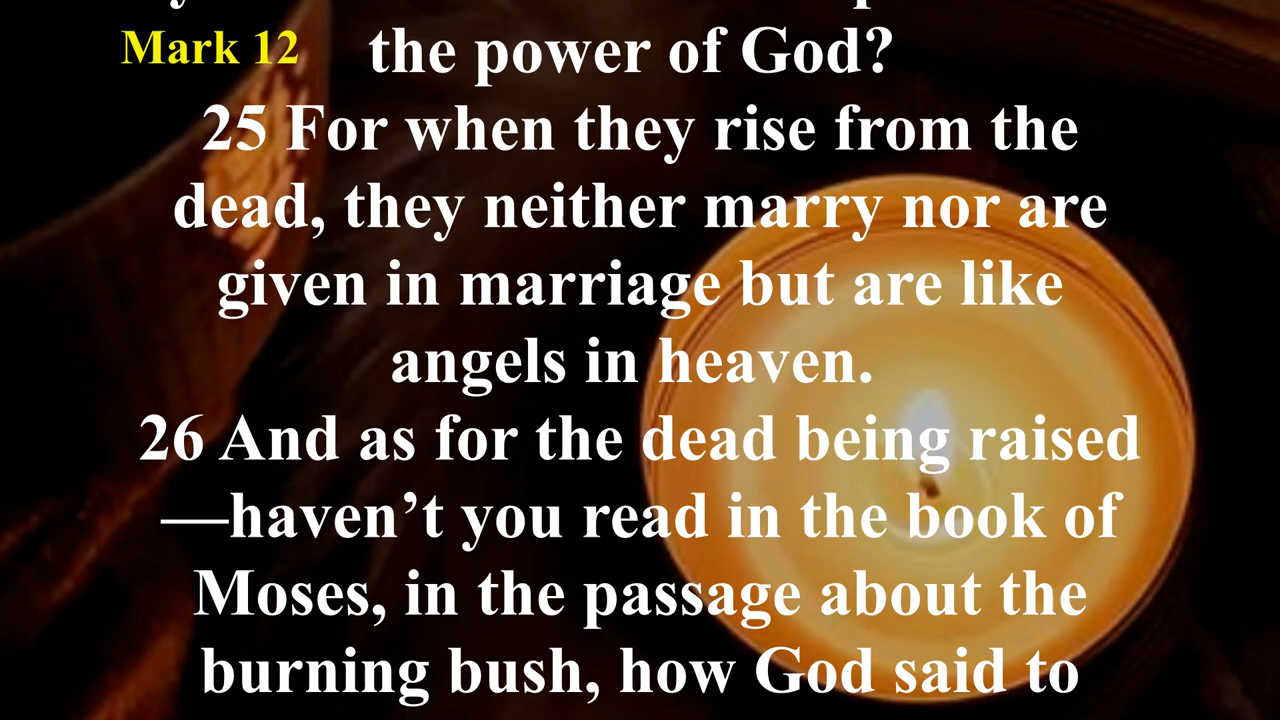 Mark 12
the power of God?
25 For when they rise from the
dead, they neither marry nor are
given in marriage but are like
angels in heaven.
26 And as for the dead being raised
—haven’t you read in the book of
Moses, in the passage about the
burning bush, how God said to